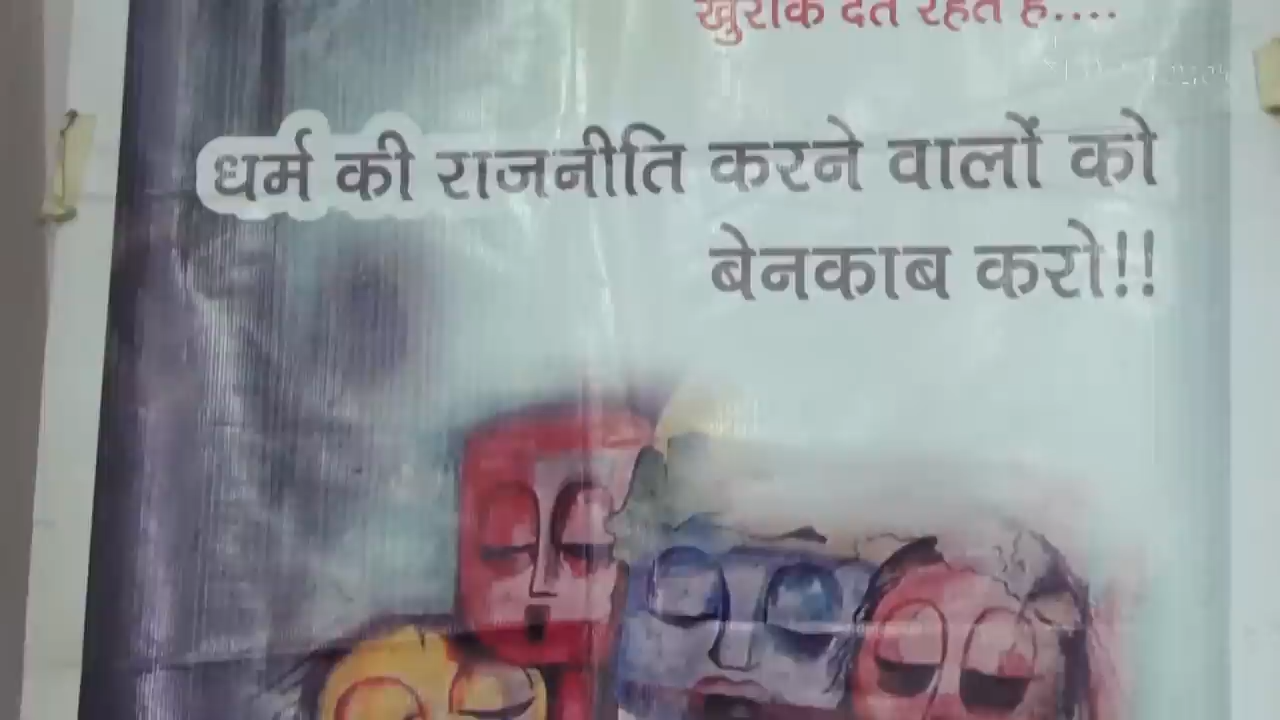 खुराक देते रहते हैं....
धर्म की राजनीति करने वालों को
बेनकाब करो!!